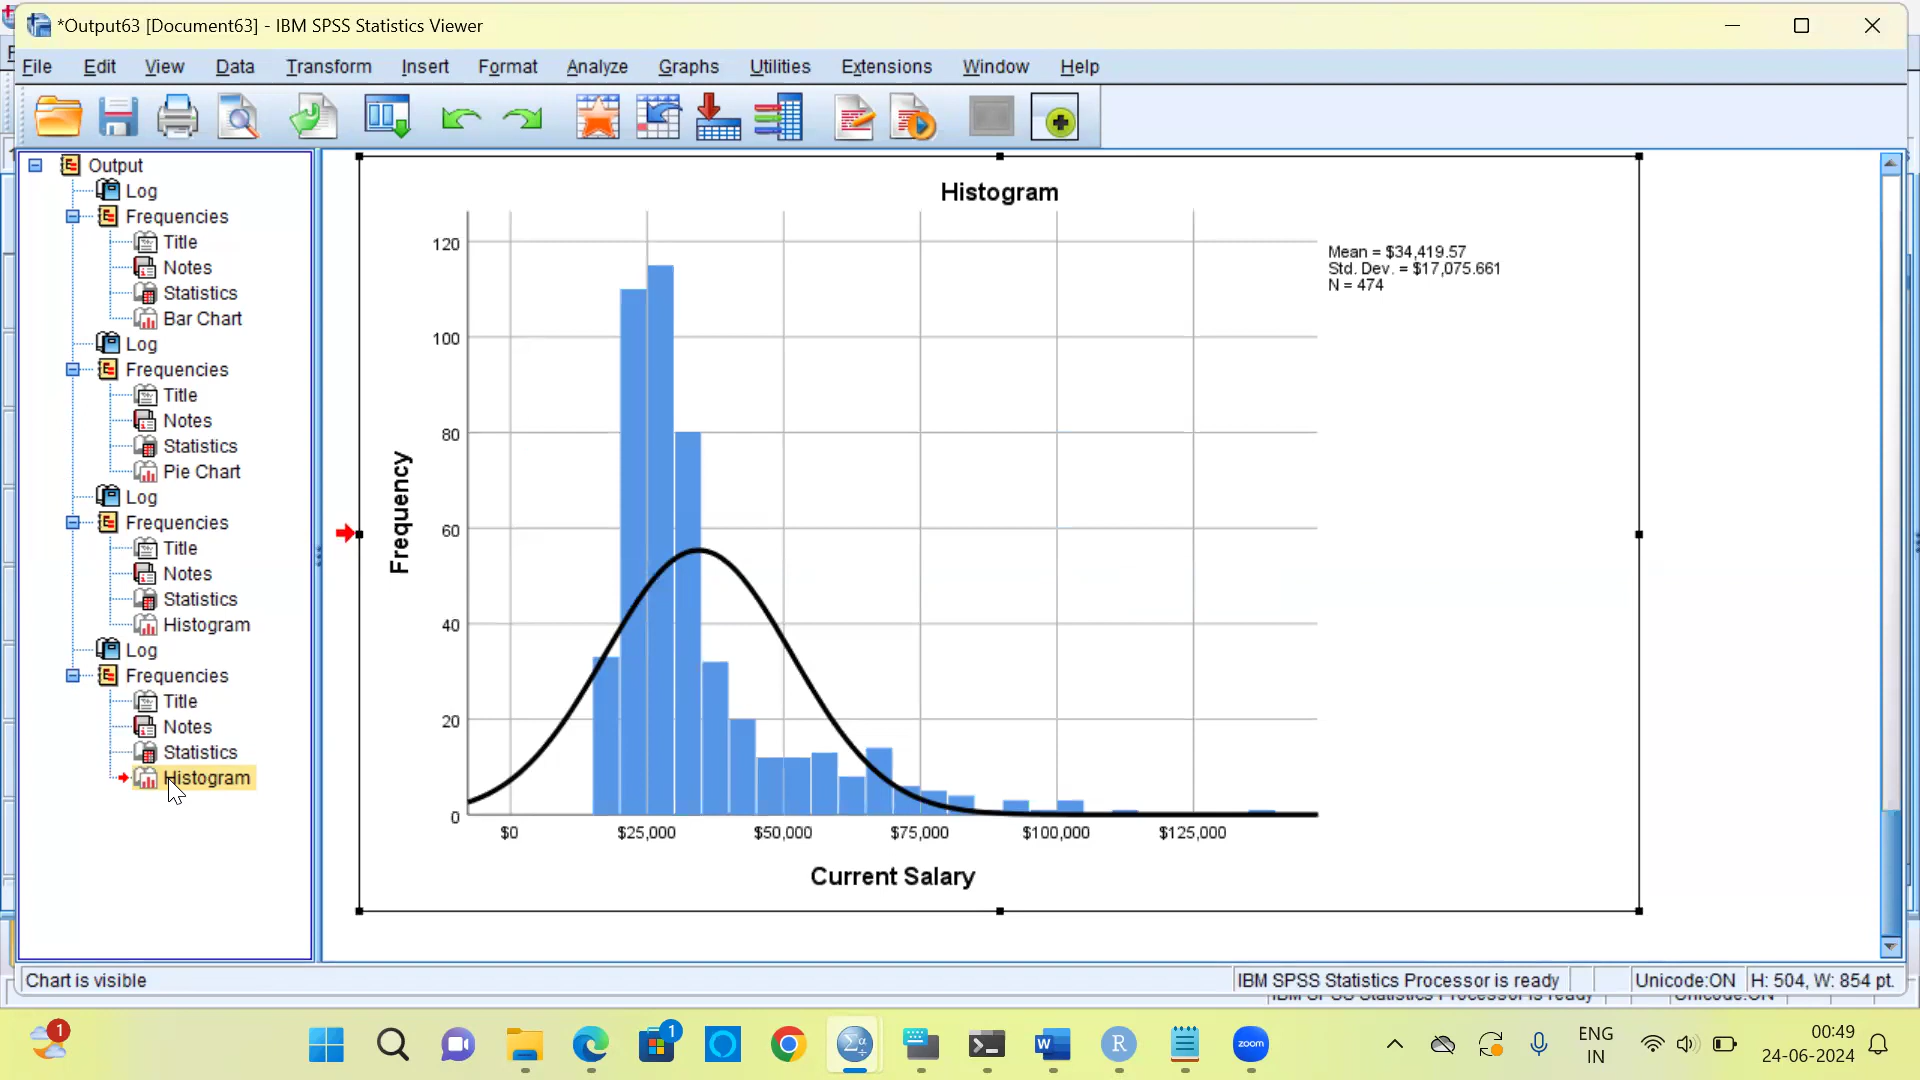 *Output63 [Document63] - IBM SPSS Statistics Viewer
File Edit View Data Transform Insert Format Analyze Graphs Utilities Extensions Window Help
Output
Log
Frequencies
Title
Notes
Statistics
Bar Chart
Log
Frequencies
Title
Notes
Statistics
Pie Chart
Log
Frequencies
Title
Notes
Statistics
Histogram
Log
Frequencies
Title
Notes
Statistics
Histogram
Histogram
Mean = $34,419.57
Std. Dev. = $17,075.661
N = 474
Frequency
120
100
80
60
40
20
0
$0 $25,000 $50,000 $75,000 $100,000 $125,000
Current Salary
Chart is visible
IBM SPSS Statistics Processor is ready
Unicode:ON
H: 504, W: 854 pt.
1
1
W
R
zoom
ENG
IN
00:49
24-06-2024